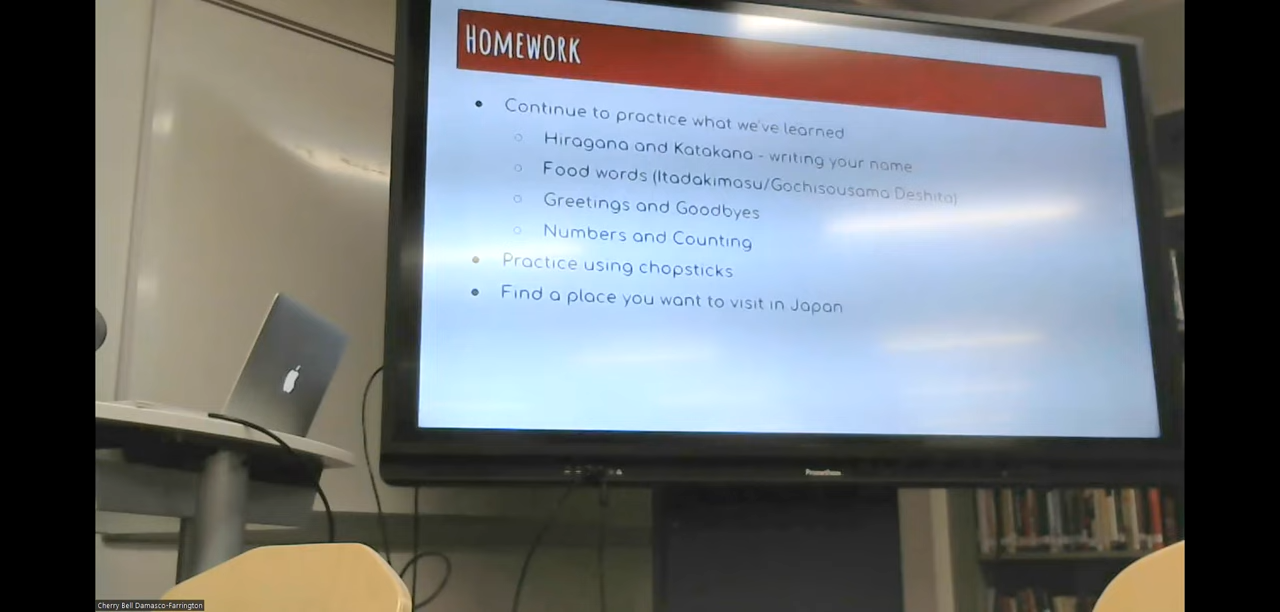 HOMEWORK
Continue to practice what we've learned
Hiragana and Katakana - writing your name
Food words (Itadakimasu/Gochisousama Deshita)
Greetings and Goodbyes
Numbers and Counting
Practice using chopsticks
Find a place you want to visit in Japan
Promethean
Cherry Bell Damasco-Farrington